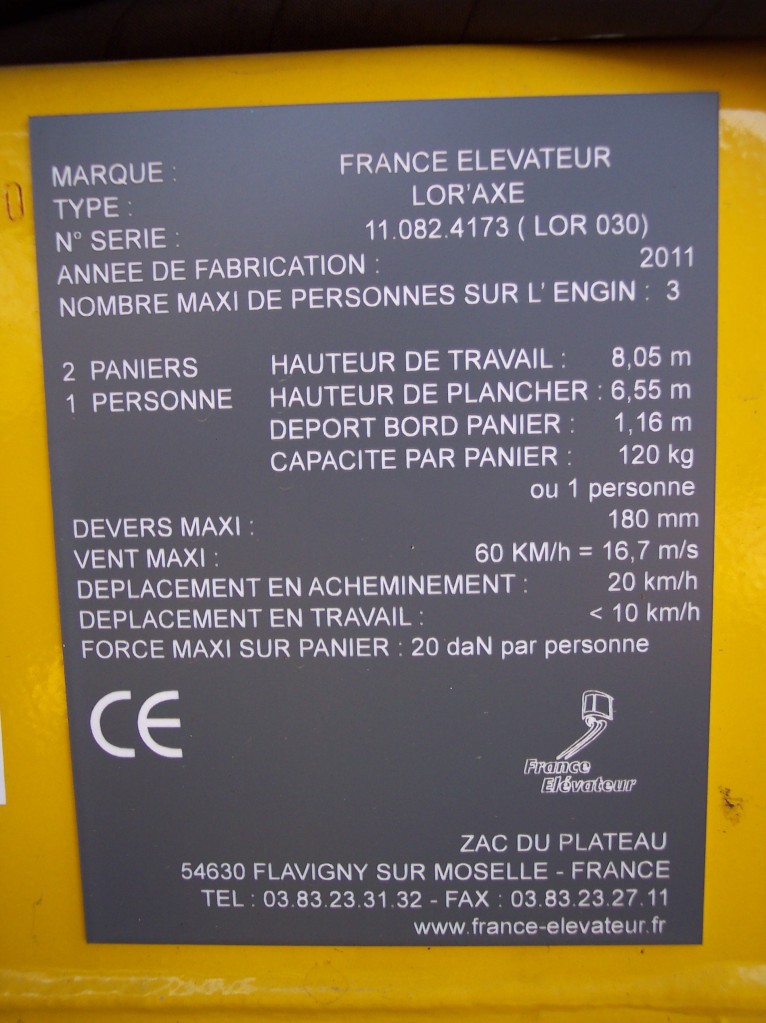 MARQUE : FRANCE ELEVATEUR
TYPE : LOR'AXE
N° SERIE : 11.082.4173 ( LOR 030)
ANNEE DE FABRICATION : 2011
NOMBRE MAXI DE PERSONNES SUR L' ENGIN : 3
2 PANIERS HAUTEUR DE TRAVAIL : 8,05 m
1 PERSONNE HAUTEUR DE PLANCHER : 6,55 m
DEPORT BORD PANIER : 1,16 m
CAPACITE PAR PANIER : 120 kg
ou 1 personne
DEVERS MAXI : 180 mm
VENT MAXI : 60 KM/h = 16,7 m/s
DEPLACEMENT EN ACHEMINEMENT : 20 km/h
DEPLACEMENT EN TRAVAIL : < 10 km/h
FORCE MAXI SUR PANIER : 20 daN par personne
CE
France
Elévateur
ZAC DU PLATEAU
54630 FLAVIGNY SUR MOSELLE - FRANCE
TEL : 03.83.23.31.32 - FAX : 03.83.23.27.11
www.france-elevateur.fr